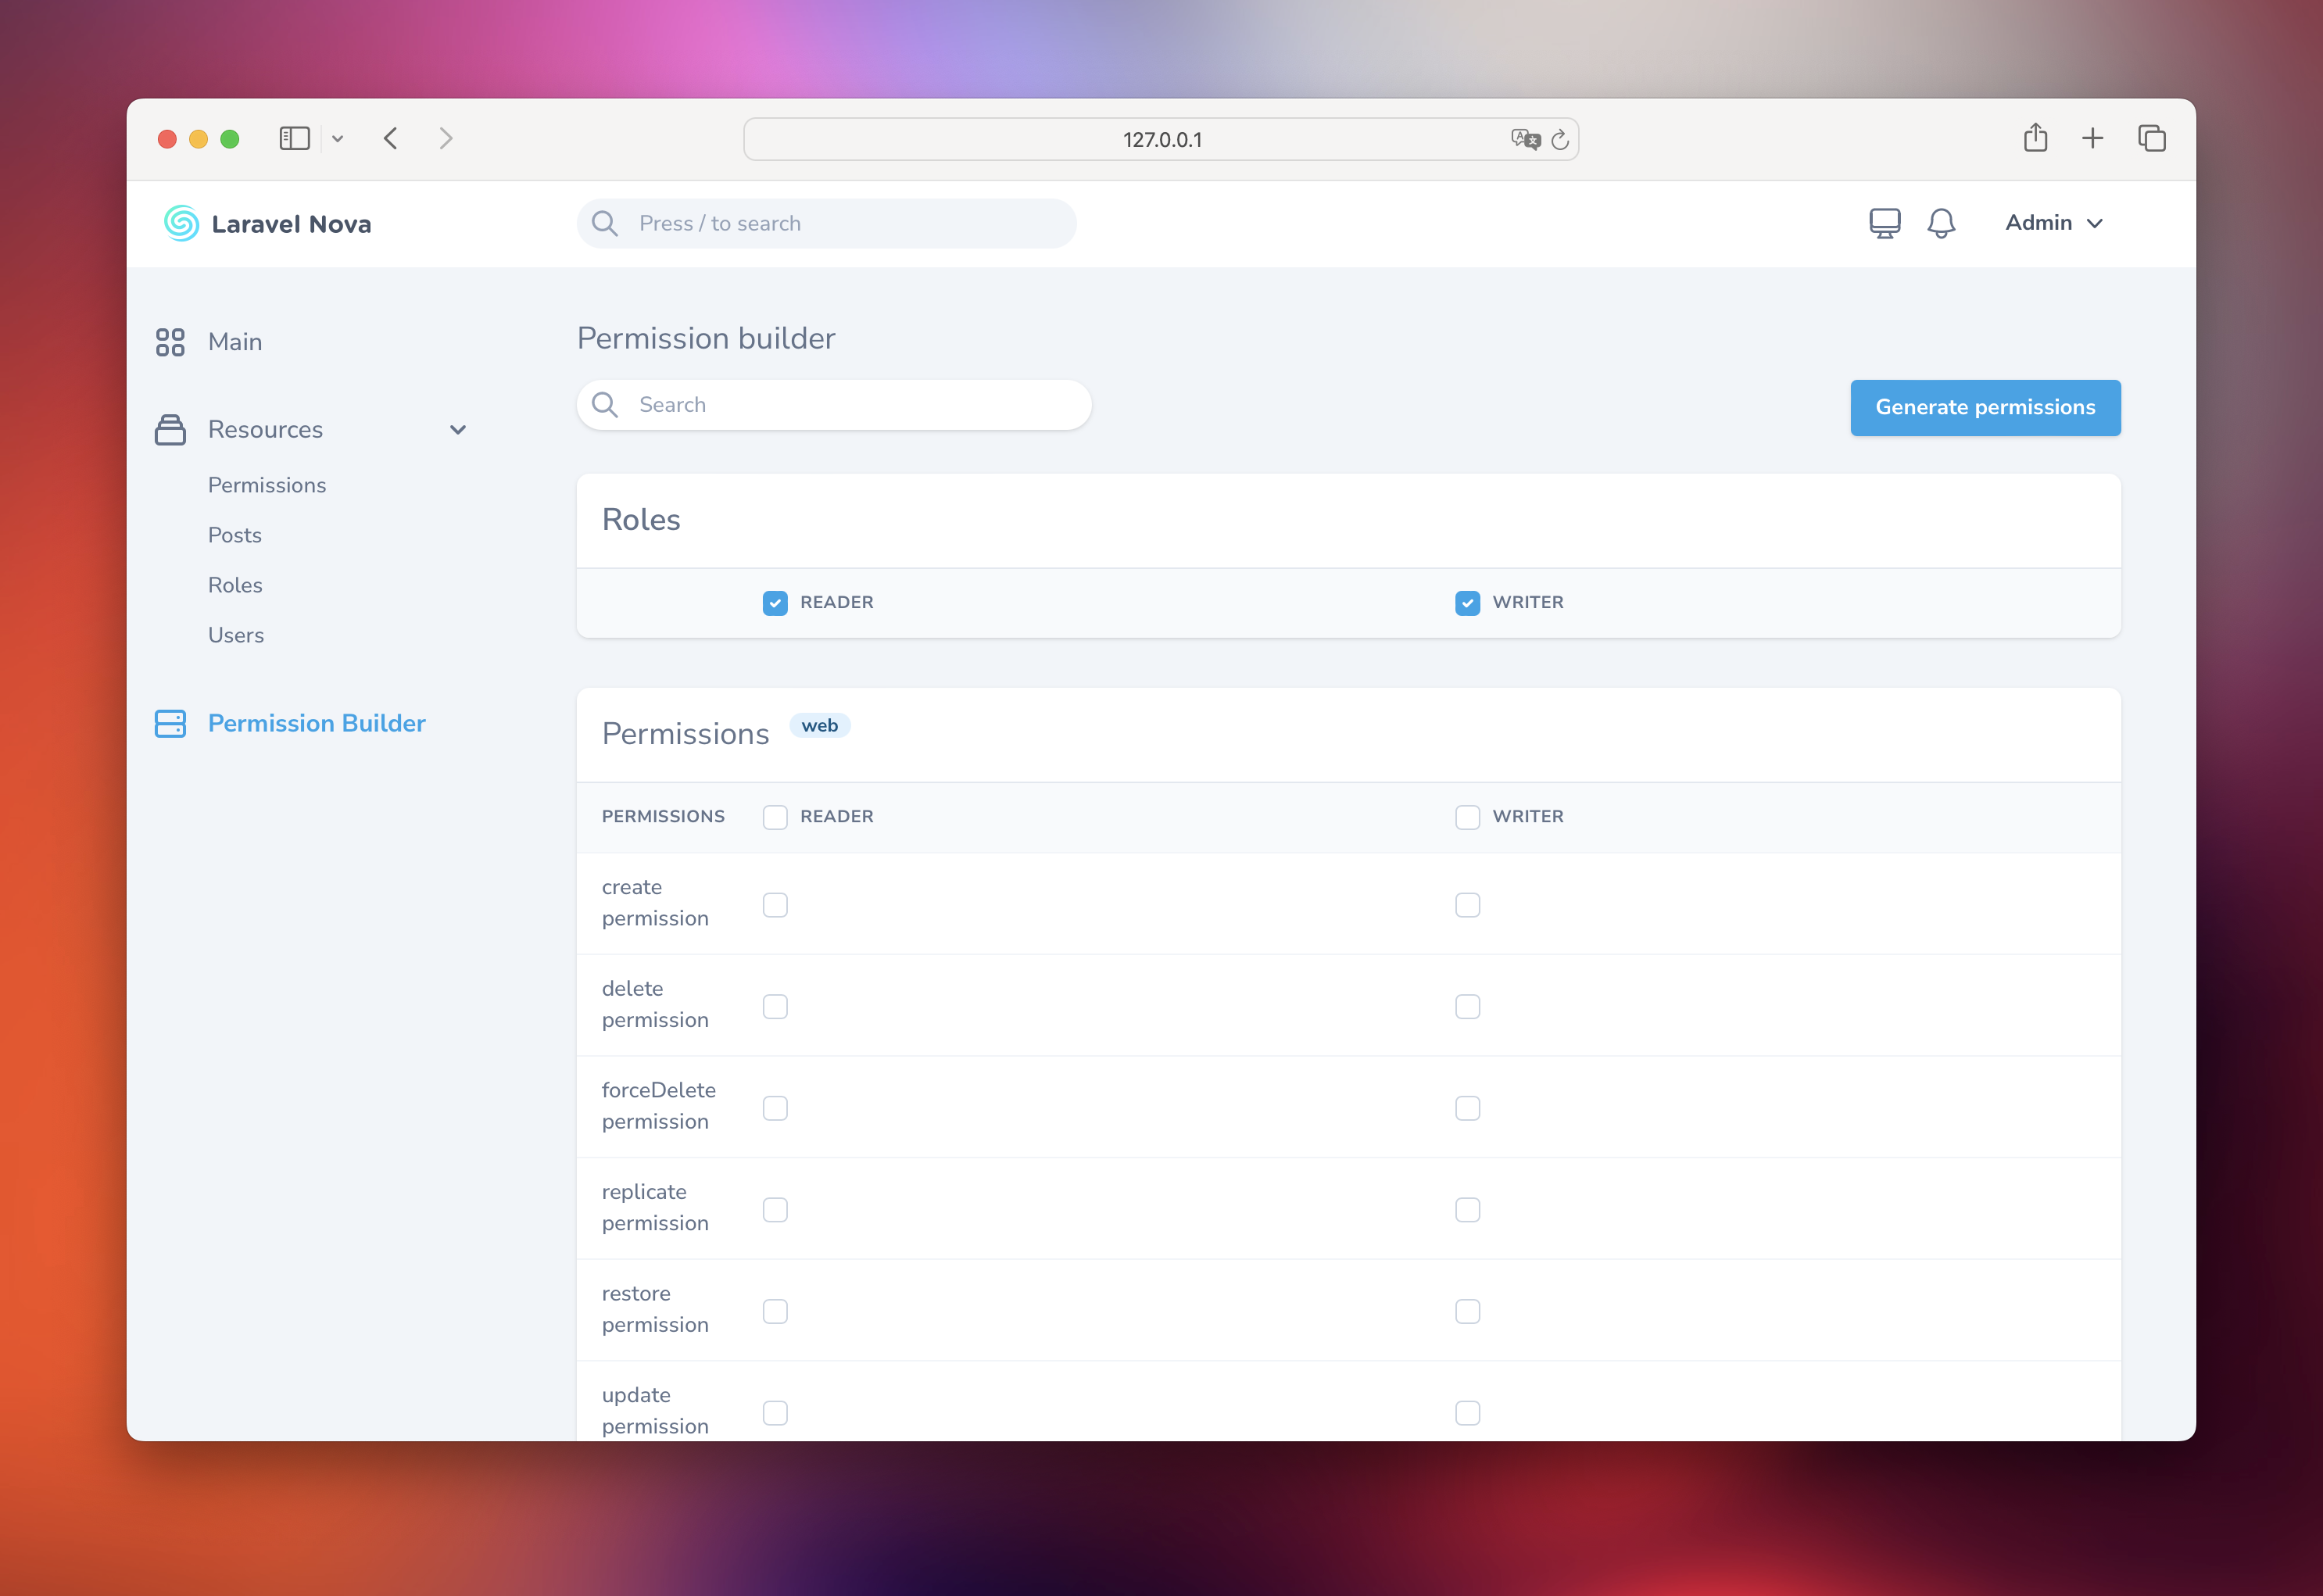 127.0.0.1
Laravel Nova
Press / to search
Admin
Main
Resources
Permissions
Posts
Roles
Users
Permission Builder
Permission builder
Search
Generate permissions
Roles
READER
WRITER
Permissions web
PERMISSIONS READER WRITER
create
permission
delete
permission
forceDelete
permission
replicate
permission
restore
permission
update
permission